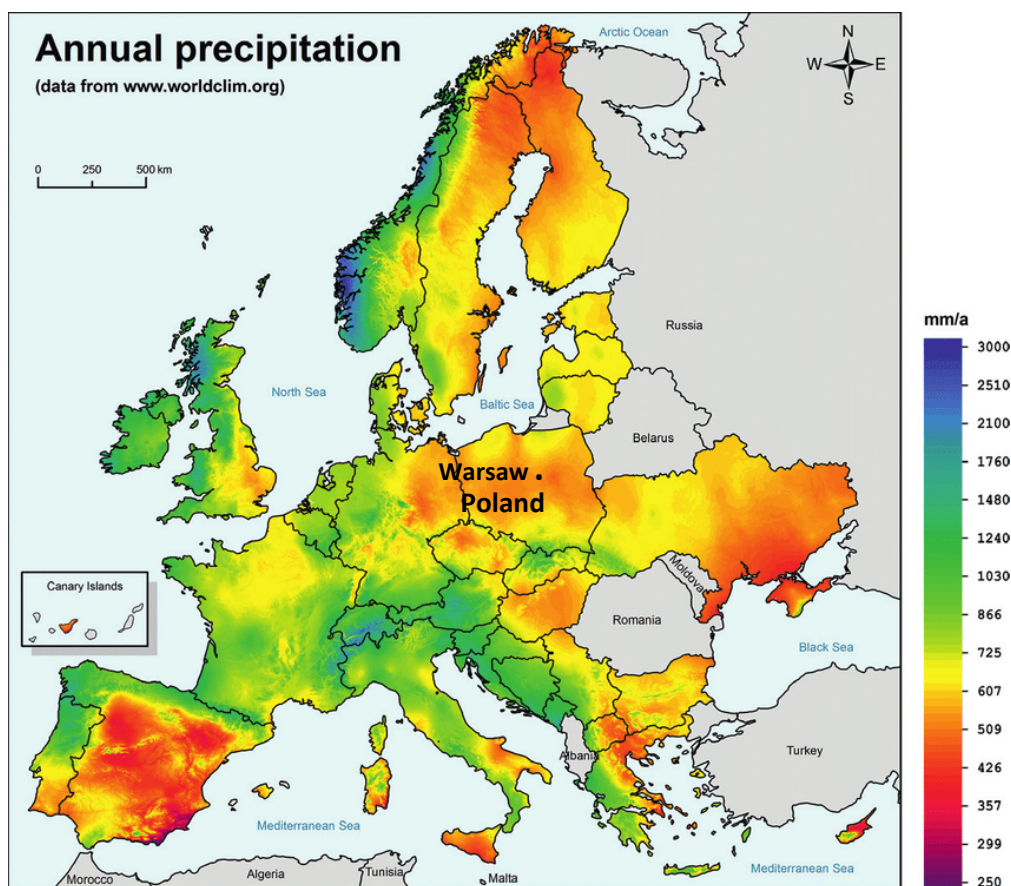 Annual precipitation
(data from www.worldclim.org)
0 250 500 km
Arctic Ocean
N
W E
S
Russia
North Sea
Baltic Sea
Belarus
Warsaw .
Poland
Canary Islands
Moldova
Romania
Black Sea
Albania
Turkey
Mediterranean Sea
Morocco
Algeria
Tunisia
Malta
Mediterranean Sea
mm/a
3000
2510
2100
1760
1480
1240
1030
866
725
607
509
426
357
299
250